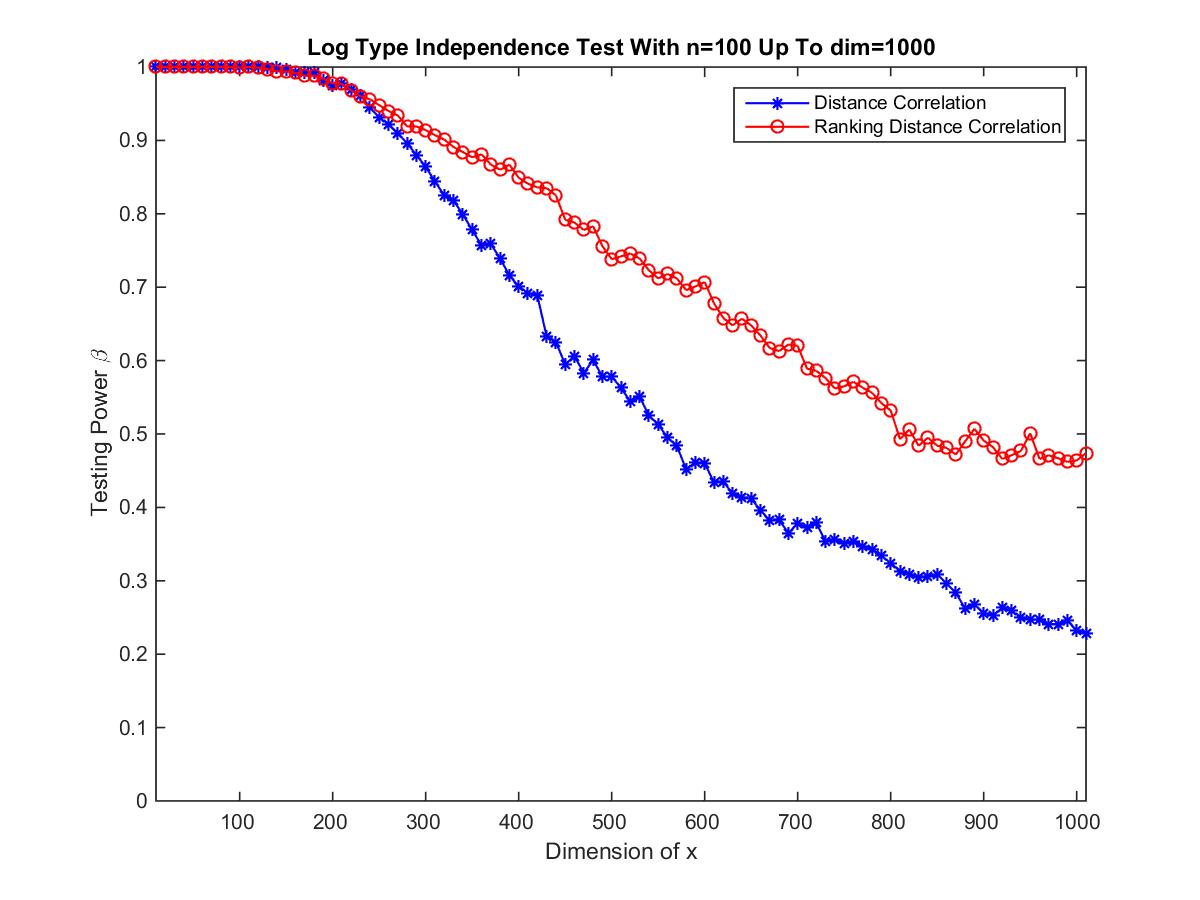 Log Type Independence Test With n=100 Up To dim=1000
Distance Correlation
Ranking Distance Correlation
1
0.9
0.8
0.7
0.6
0.5
0.4
0.3
0.2
0.1
0
Testing Power β
100 200 300 400 500 600 700 800 900 1000
Dimension of x